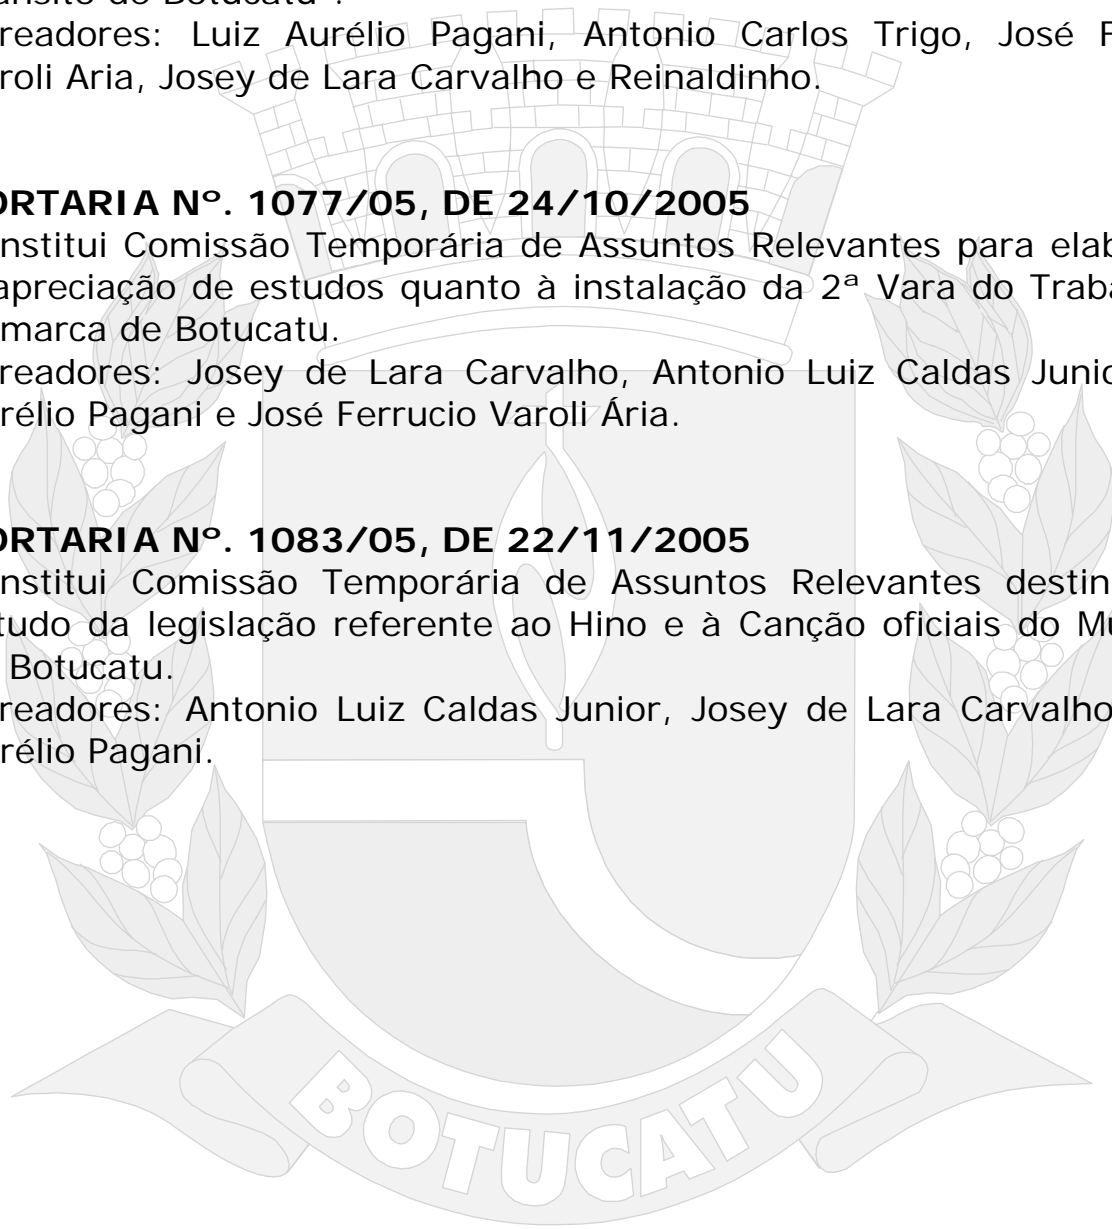 ânsito de Botucatu".
readores: Luiz Aurélio Pagani, Antonio Carlos Trigo, José
roli Aria, Josey de Lara Carvalho e Reinaldinho.
ORTARIA Nº. 1077/05, DE 24/10/2005
nstitui Comissão Temporária de Assuntos Relevantes para elab
apreciação de estudos quanto à instalação da 2ª Vara do Traba
marca de Botucatu.
readores: Josey de Lara Carvalho, Antonio Luiz Caldas Junio
rélio Pagani e José Ferrucio Varoli Ária.
ORTARIA Nº. 1083/05, DE 22/11/2005
nstitui Comissão Temporária de Assuntos Relevantes destin
tudo da legislação referente ao Hino e à Canção oficiais do Mu
Botucatu.
readores: Antonio Luiz Caldas Junior, Josey de Lara Carvalho
rélio Pagani.
BOTUCATU